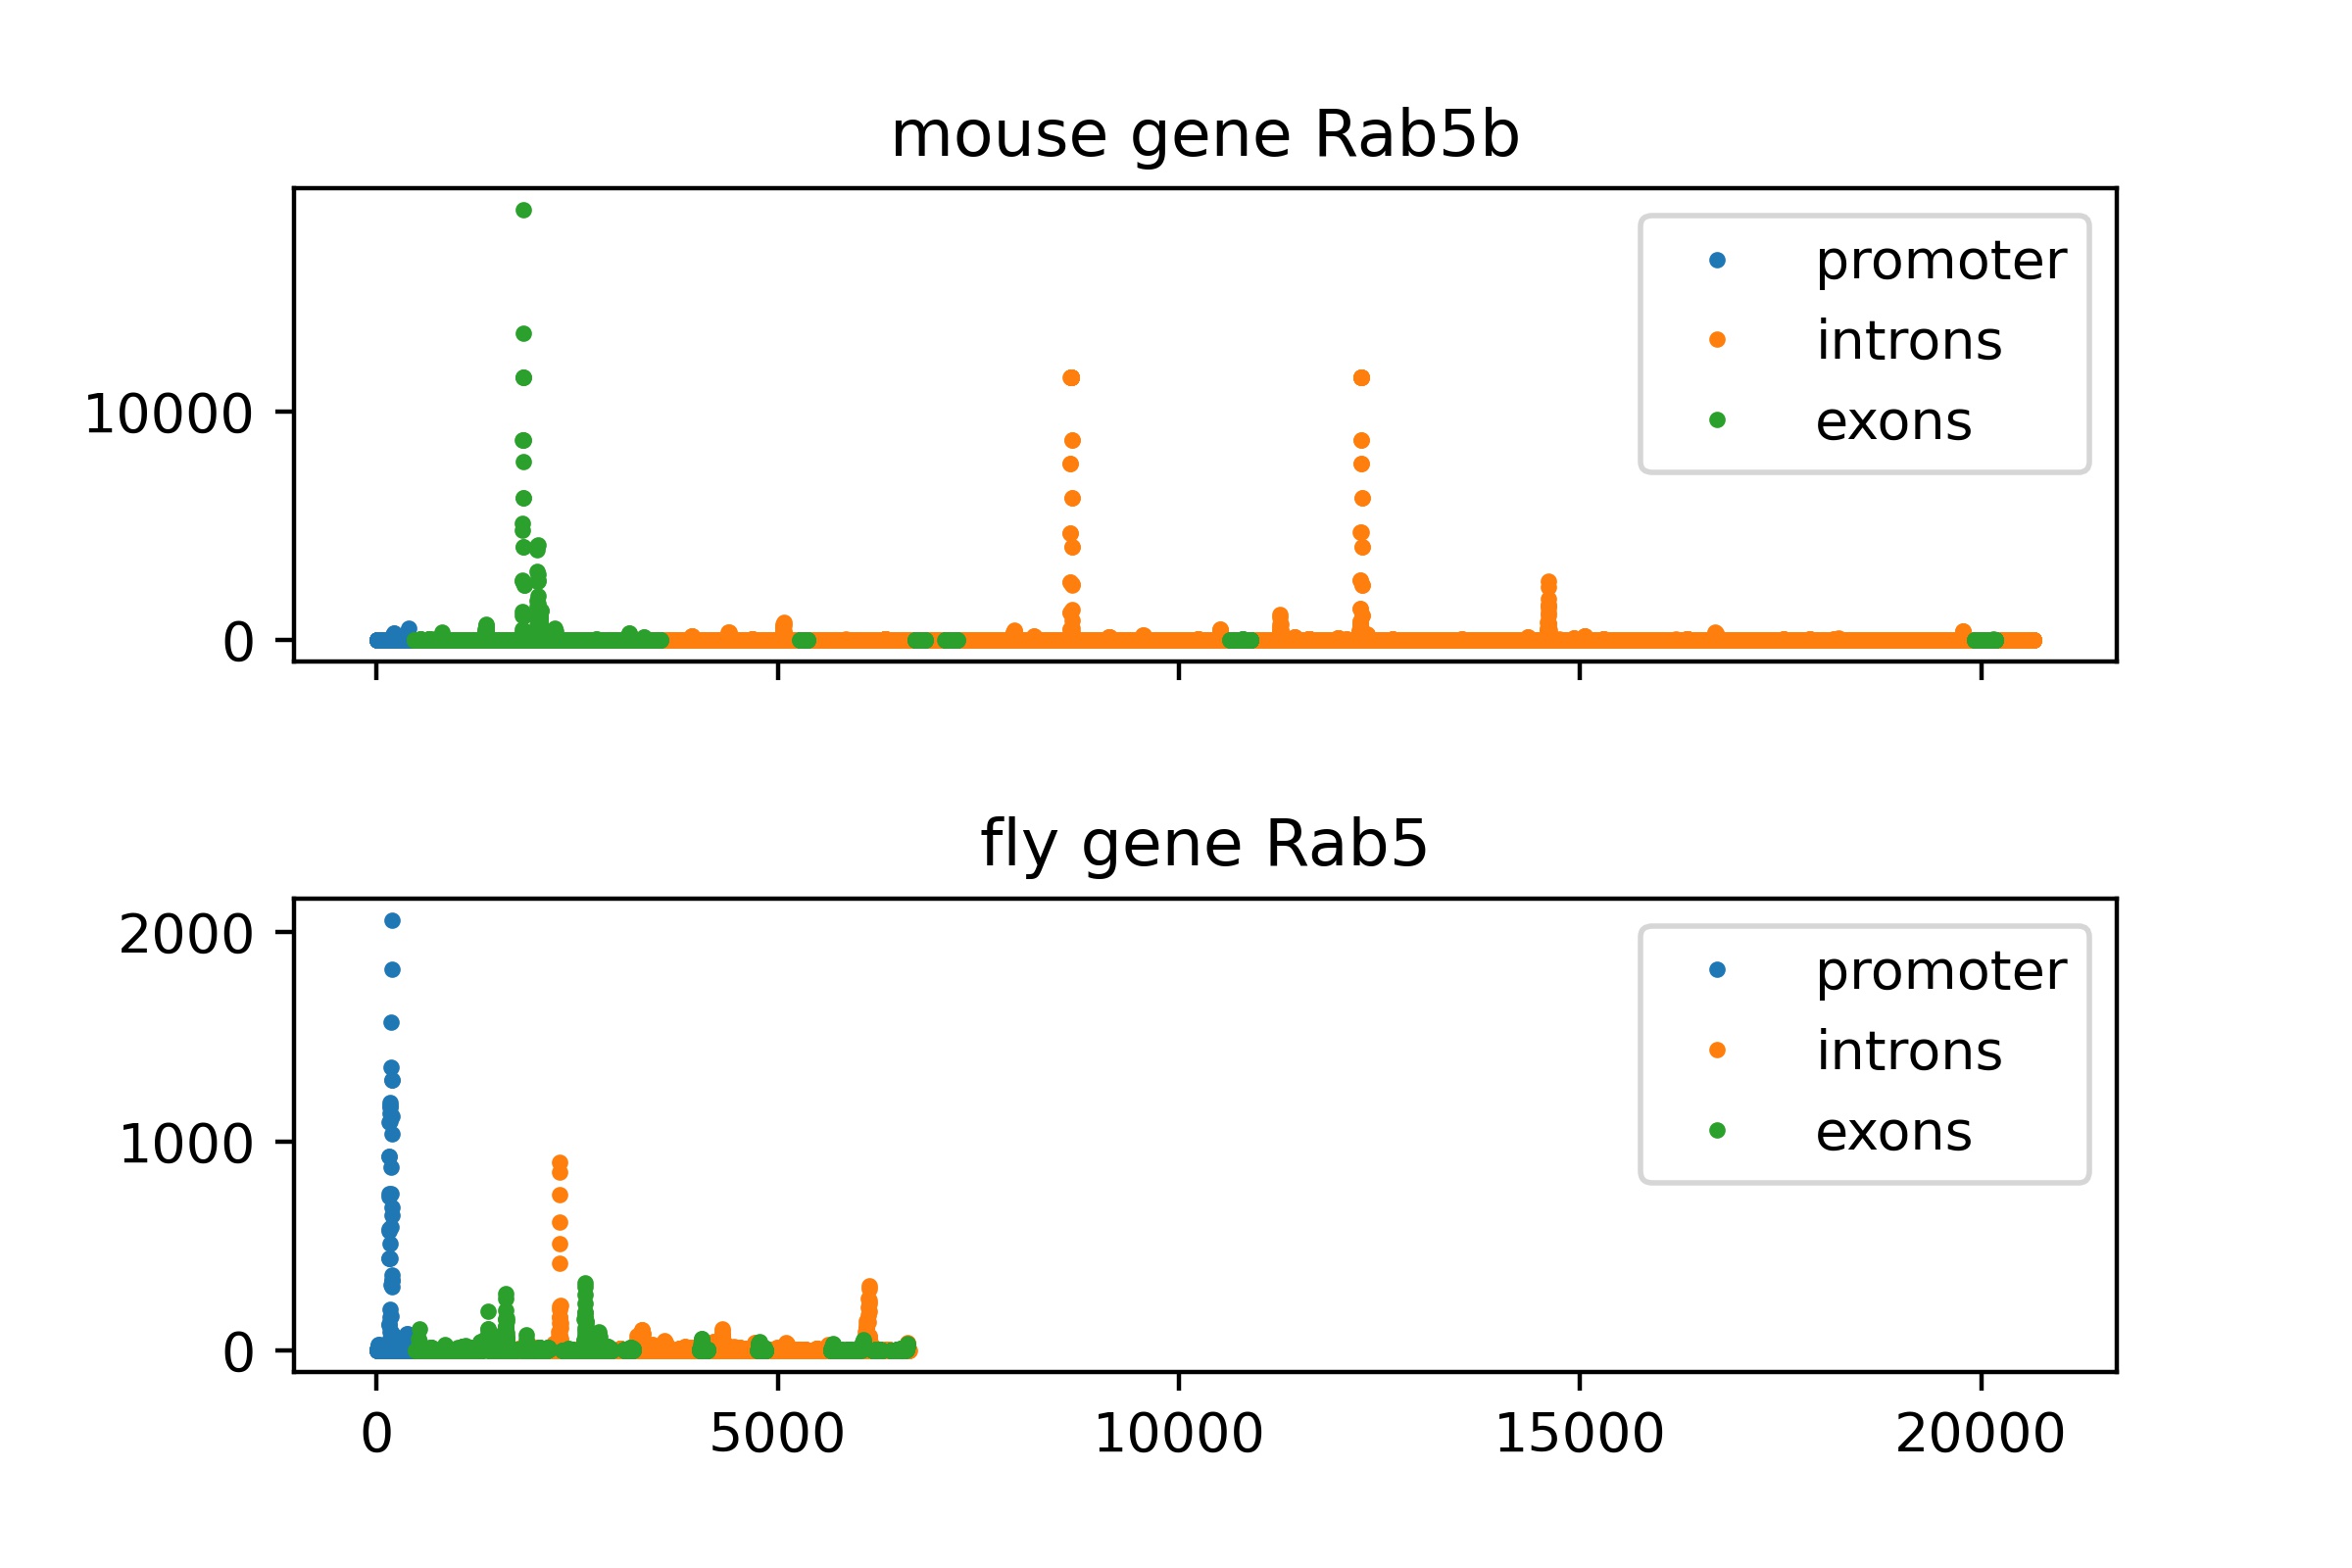 mouse gene Rab5b
promoter
introns
exons
10000
0
fly gene Rab5
promoter
introns
exons
2000
1000
0
0 5000 10000 15000 20000